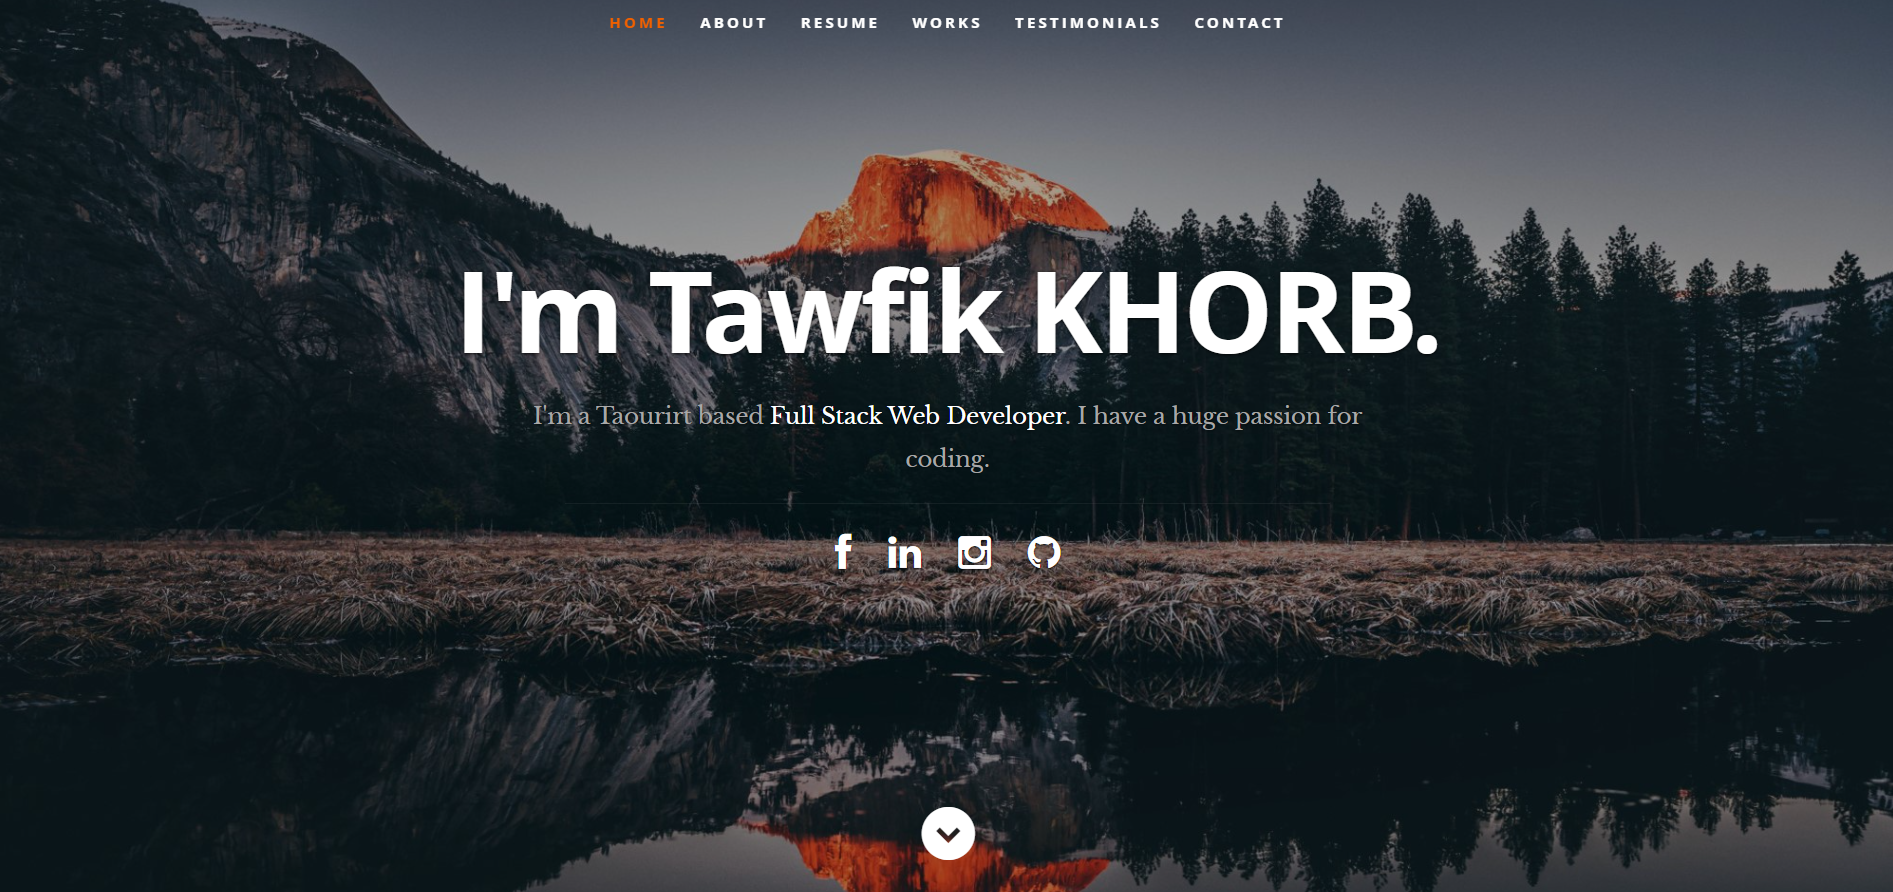 HOME ABOUT RESUME WORKS TESTIMONIALS CONTACT
I'm Tawfik KHORB.
I'm a Taourirt based Full Stack Web Developer. I have a huge passion for
coding.